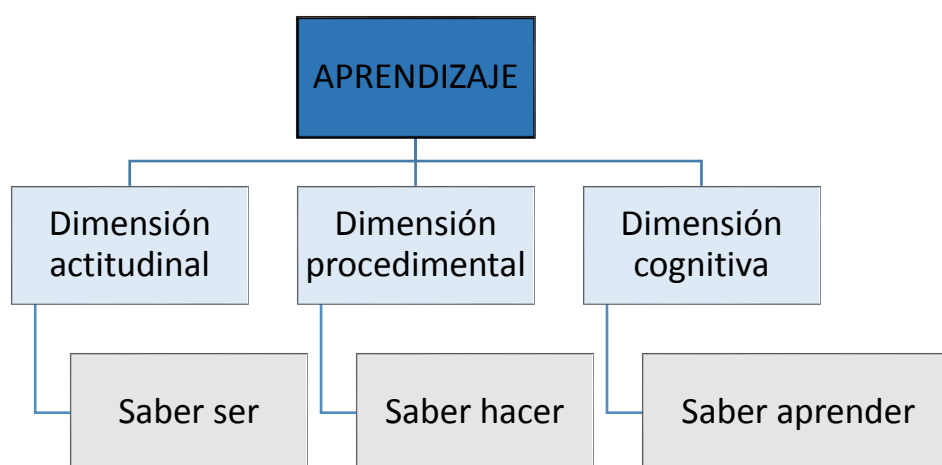 APRENDIZAJE
Dimensión
actitudinal
Dimensión
procedimental
Dimensión
cognitiva
Saber ser
Saber hacer
Saber aprender